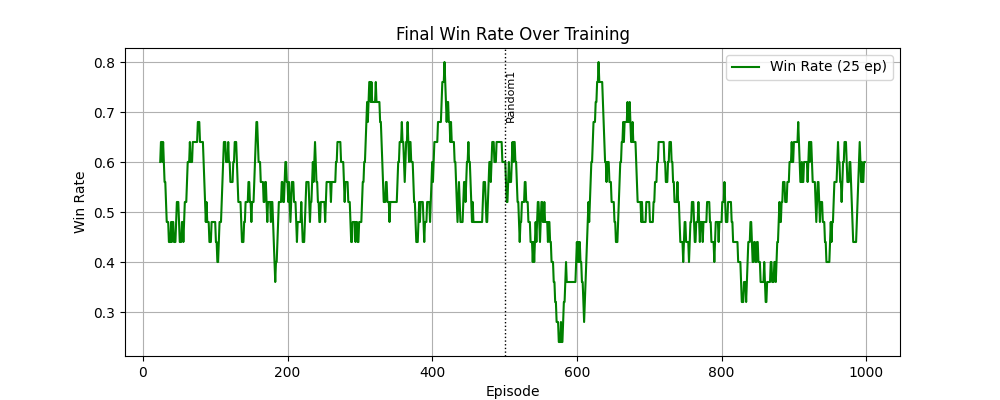 Final Win Rate Over Training
Win Rate (25 ep)
Random1
Win Rate
0.8
0.7
0.6
0.5
0.4
0.3
0
200
400
600
800
1000
Episode